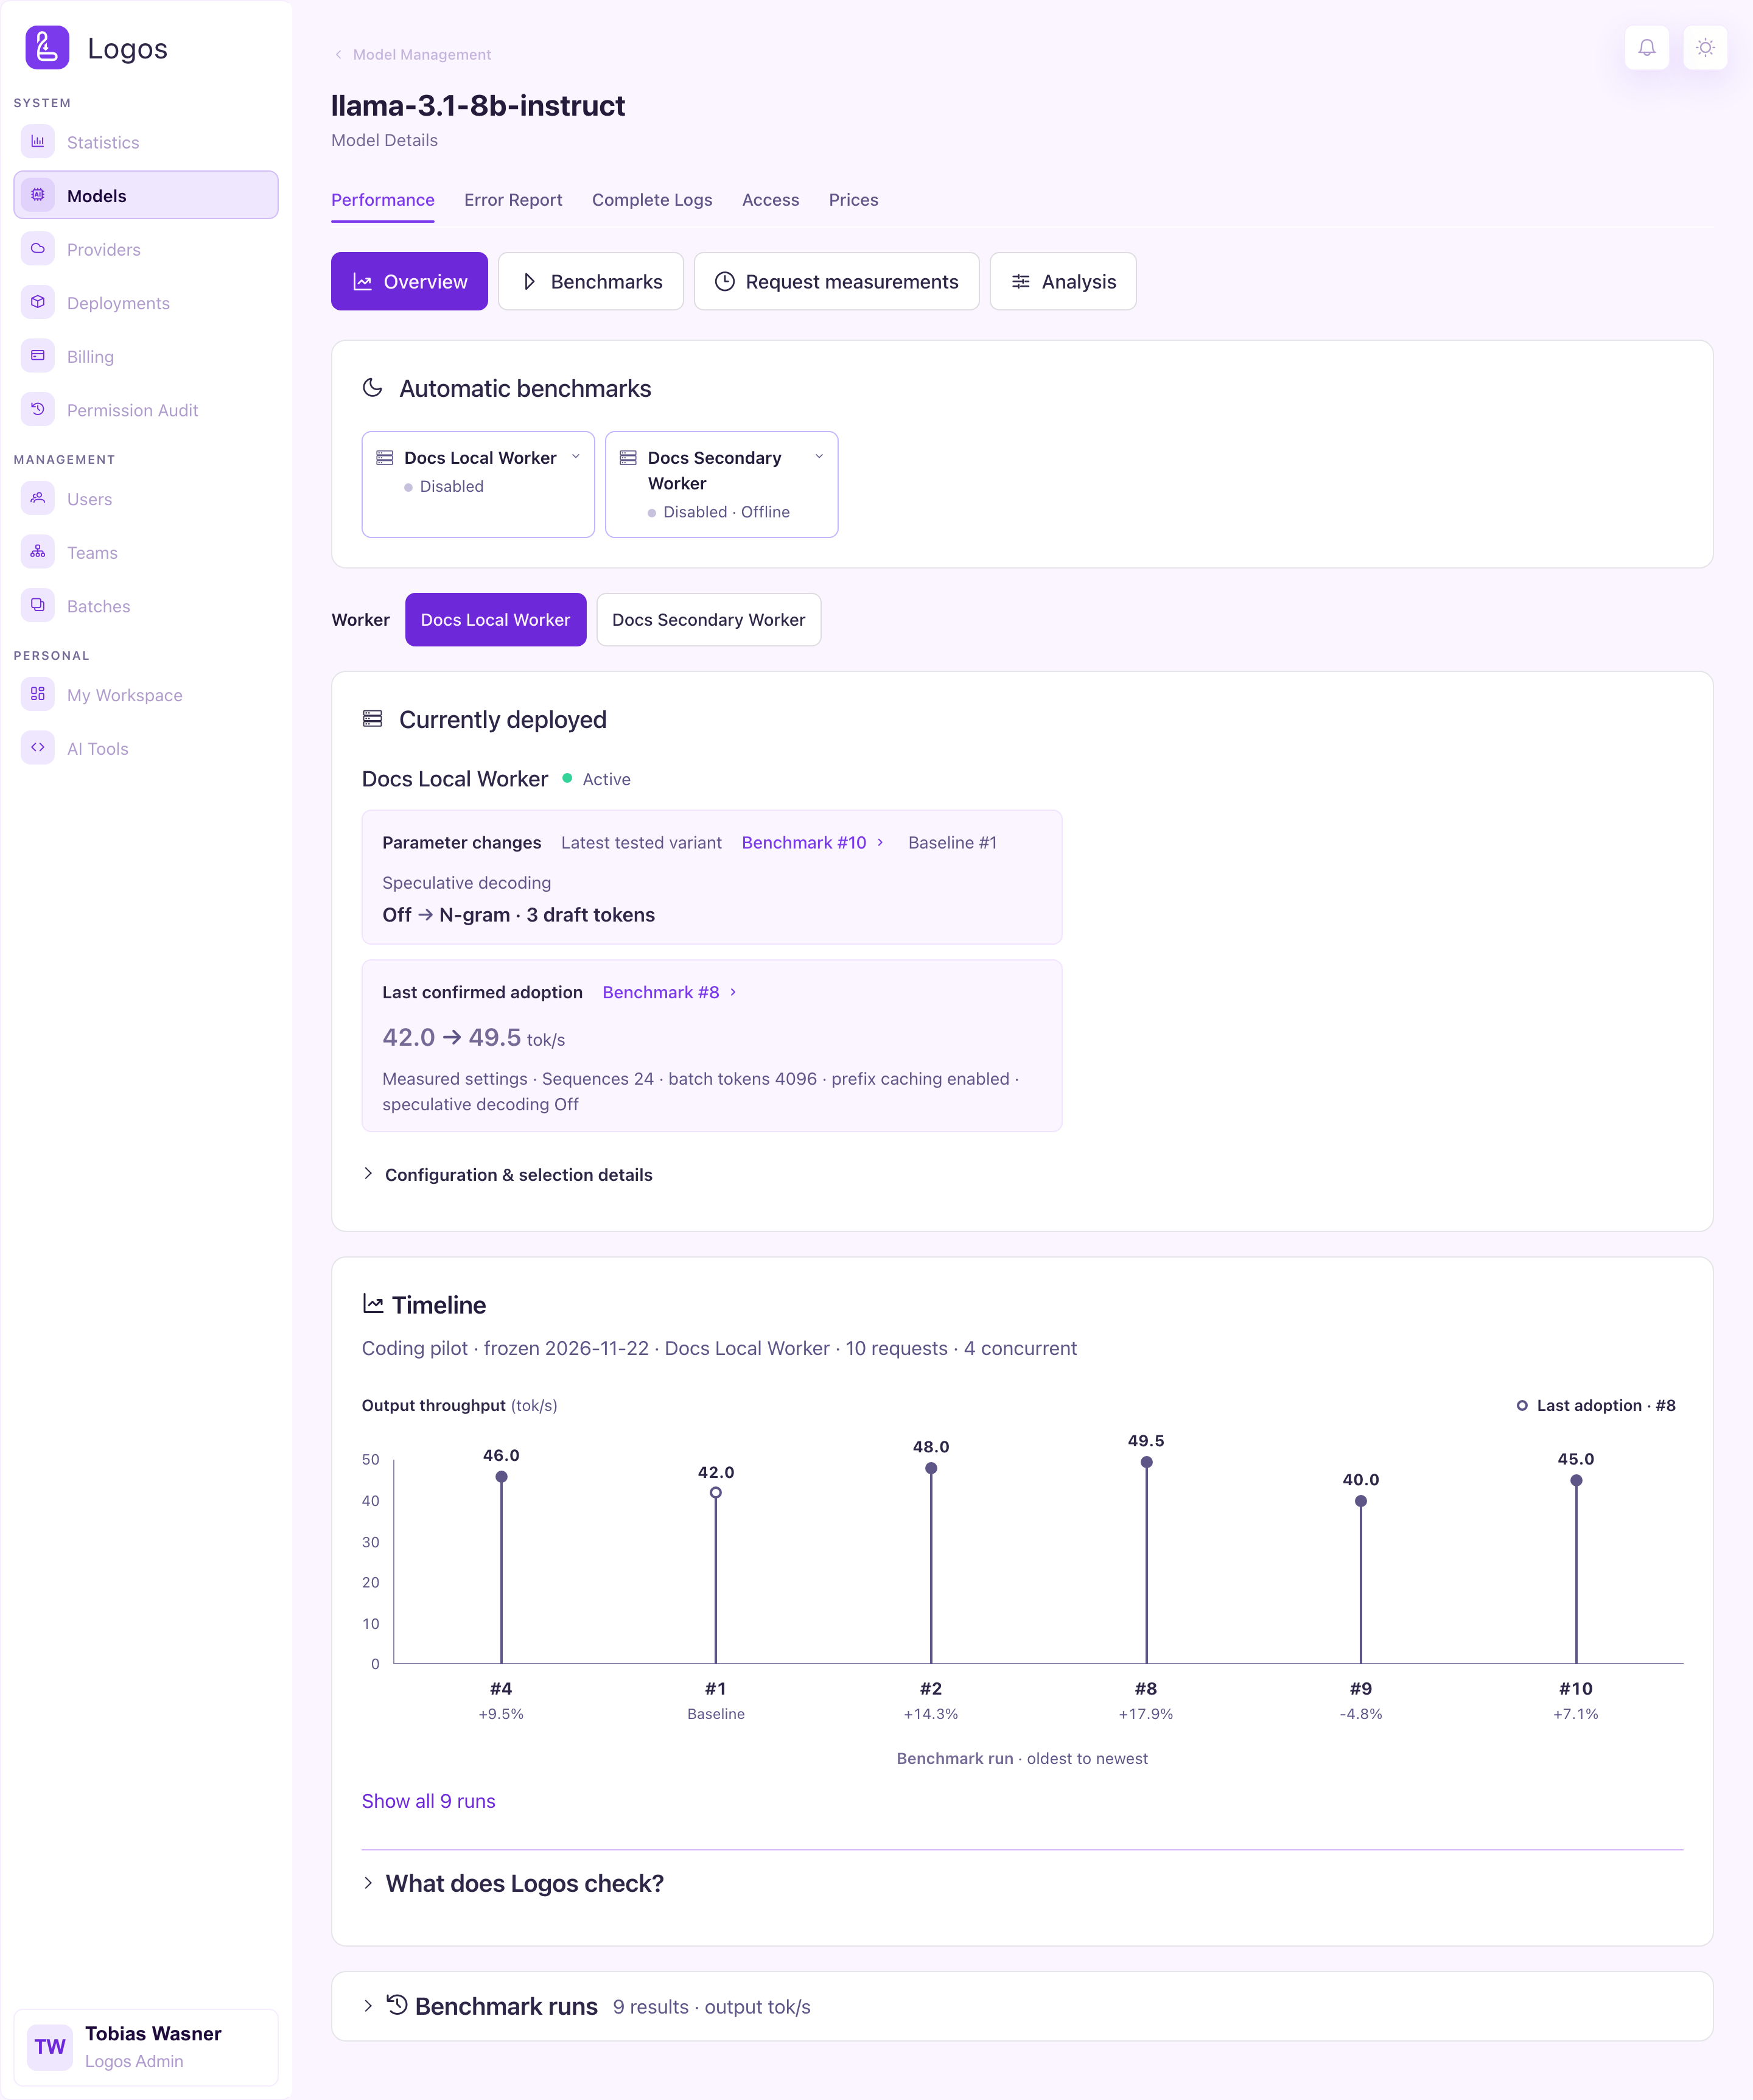 Logos
SYSTEM
Statistics
Models
Providers
Deployments
Billing
Permission Audit
MANAGEMENT
Users
Teams
Batches
PERSONAL
My Workspace
AI Tools
TW
Tobias Wasner
Logos Admin
Model Management
llama-3.1-8b-instruct
Model Details
Performance Error Report Complete Logs Access Prices
Overview Benchmarks Request measurements Analysis
Automatic benchmarks
Docs Local Worker
Disabled
Docs Secondary
Worker
Disabled · Offline
Worker Docs Local Worker Docs Secondary Worker
Currently deployed
Docs Local Worker Active
Parameter changes Latest tested variant Benchmark #10 Baseline #1
Speculative decoding
Off → N-gram · 3 draft tokens
Last confirmed adoption Benchmark #8
42.0 → 49.5 tok/s
Measured settings · Sequences 24 · batch tokens 4096 · prefix caching enabled ·
speculative decoding Off
Configuration & selection details
Timeline
Coding pilot · frozen 2026-11-22 · Docs Local Worker · 10 requests · 4 concurrent
Output throughput (tok/s) Last adoption · #8
46.0 42.0 48.0 49.5 40.0 45.0
50
40
30
20
10
0
#4 #1 #2 #8 #9 #10
+9.5% Baseline +14.3% +17.9% -4.8% +7.1%
Benchmark run · oldest to newest
Show all 9 runs
What does Logos check?
Benchmark runs 9 results · output tok/s